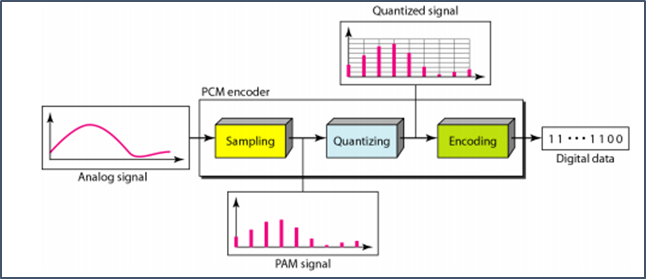 Quantized signal
PCM encoder
Sampling
Quantizing
Encoding
11 • • • 1100
Digital data
Analog signal
PAM signal